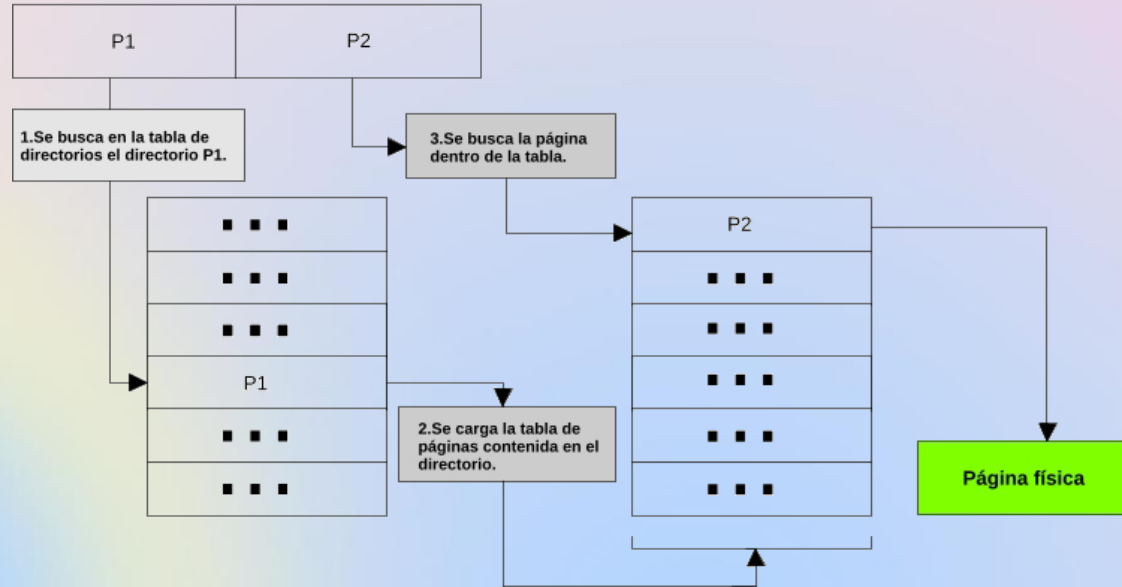 P1
P2
1.Se busca en la tabla de
directorios el directorio P1.
3.Se busca la página
dentro de la tabla.
P2
P1
2.Se carga la tabla de
páginas contenida en el
directorio.
Página física